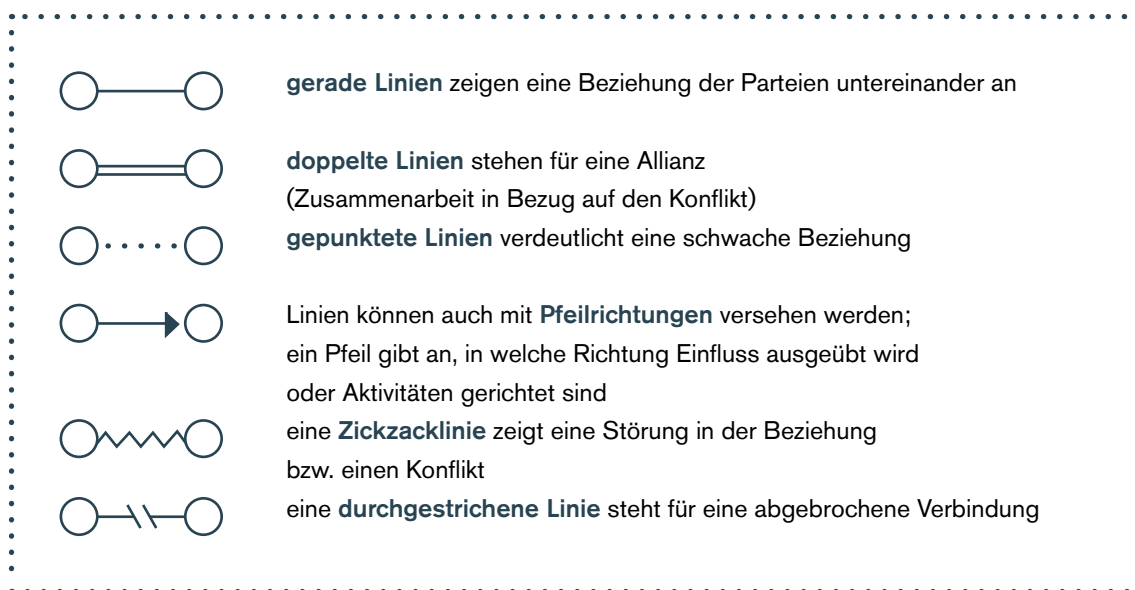 gerade Linien zeigen eine Beziehung der Parteien untereinander an
doppelte Linien stehen für eine Allianz
(Zusammenarbeit in Bezug auf den Konflikt)
gepunktete Linien verdeutlicht eine schwache Beziehung
Linien können auch mit Pfeilrichtungen versehen werden;
ein Pfeil gibt an, in welche Richtung Einfluss ausgeübt wird
oder Aktivitäten gerichtet sind
eine Zickzacklinie zeigt eine Störung in der Beziehung
bzw. einen Konflikt
eine durchgestrichene Linie steht für eine abgebrochene Verbindung